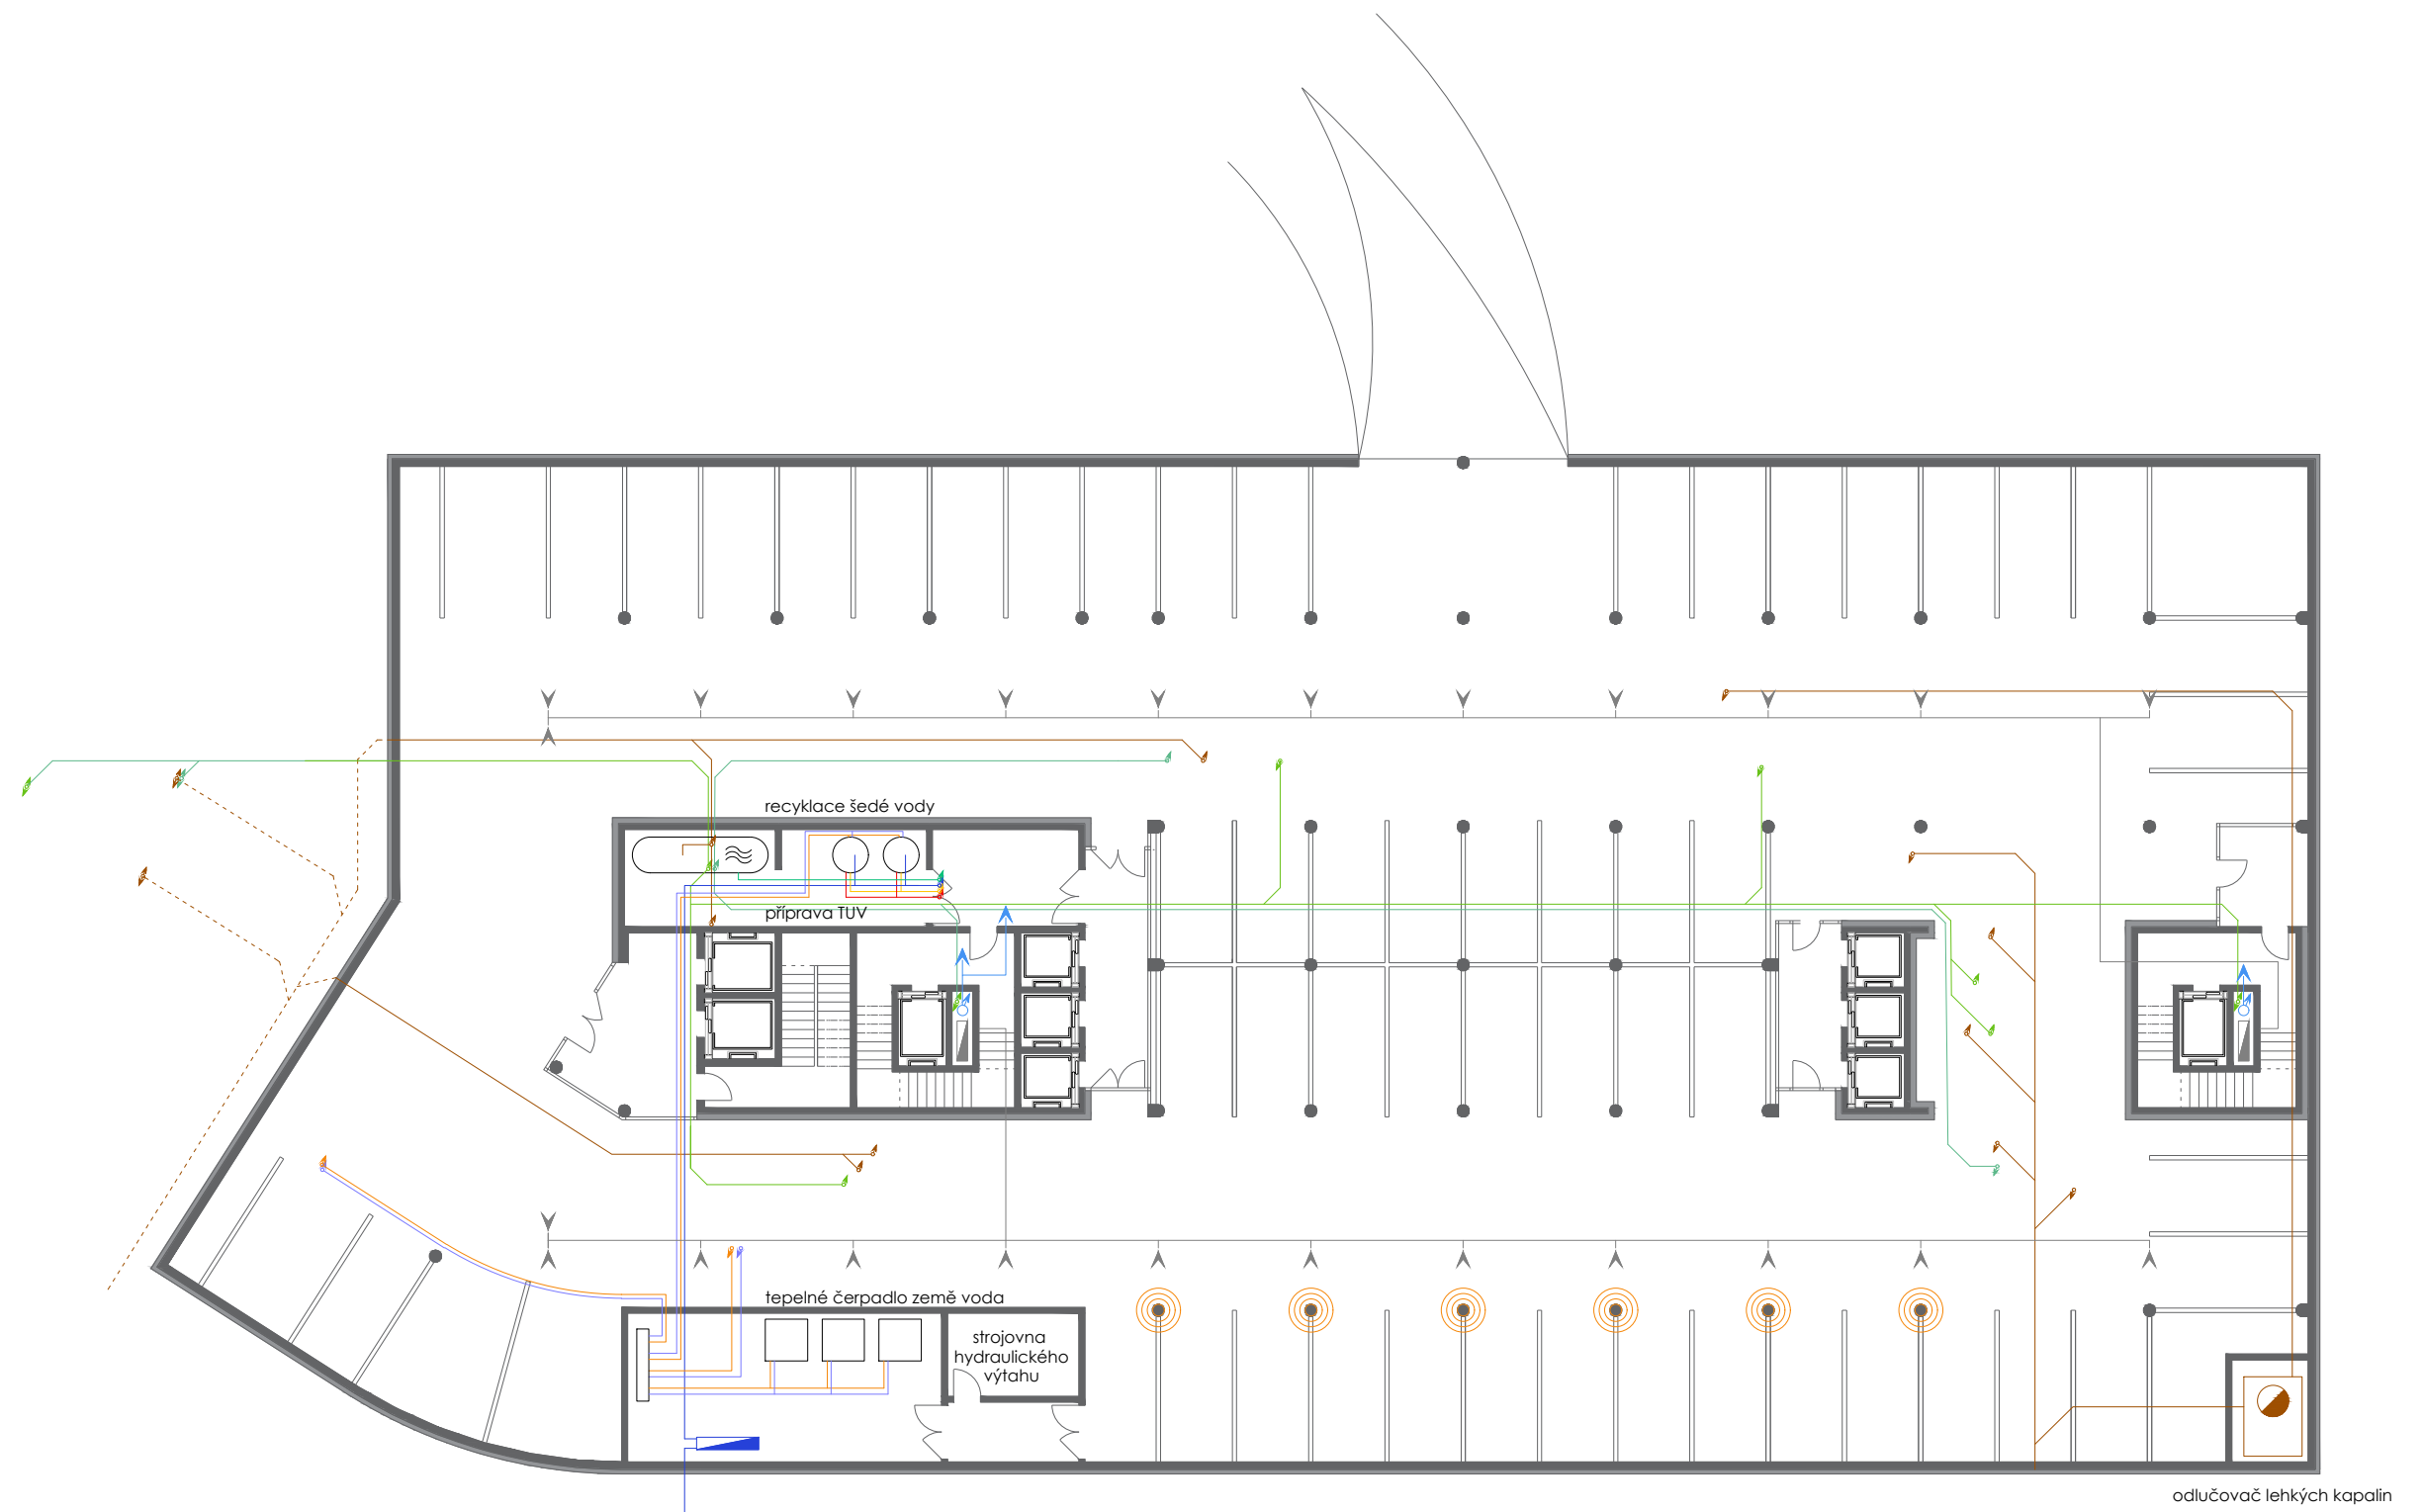 recyklace šedé vody
příprava TUV
tepelné čerpadlo země voda
strojovna
hydraulického
výtahu
odlučovač lehkých kapalin